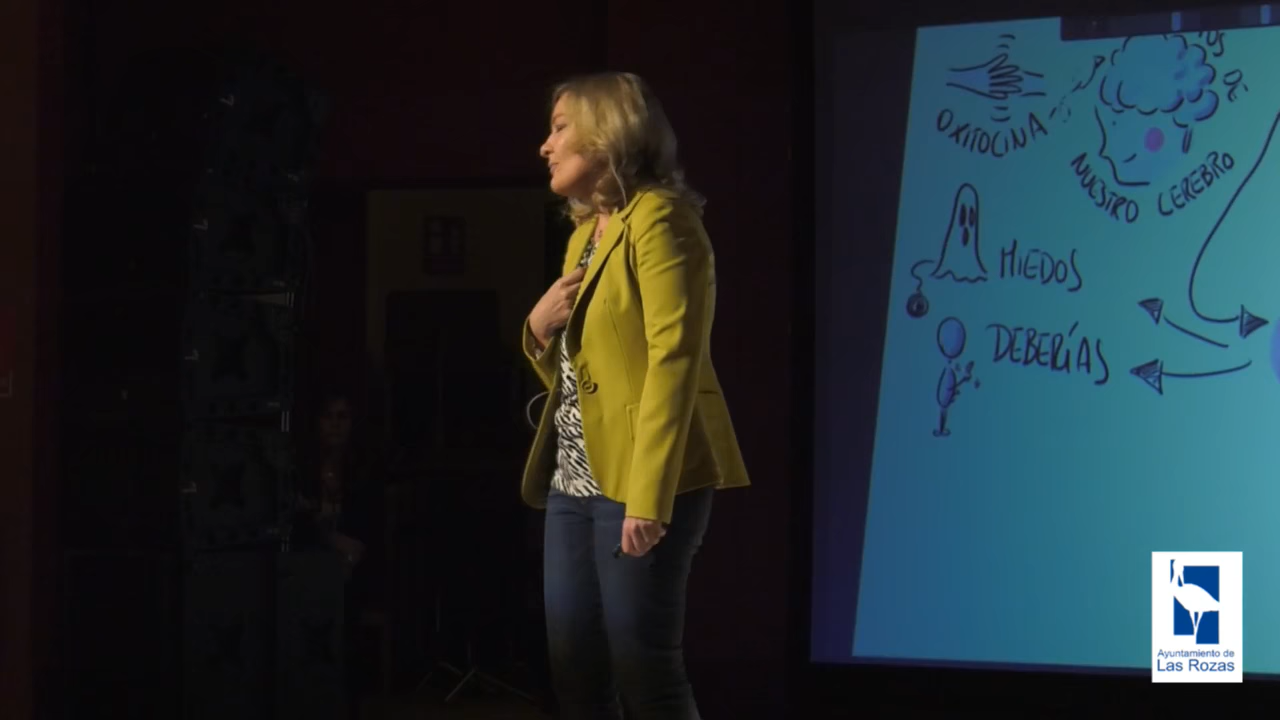 OXITOCINA
NUESTRO CEREBRO
MIEDOS
DEBERÍAS
Ayuntamiento de
Las Rozas